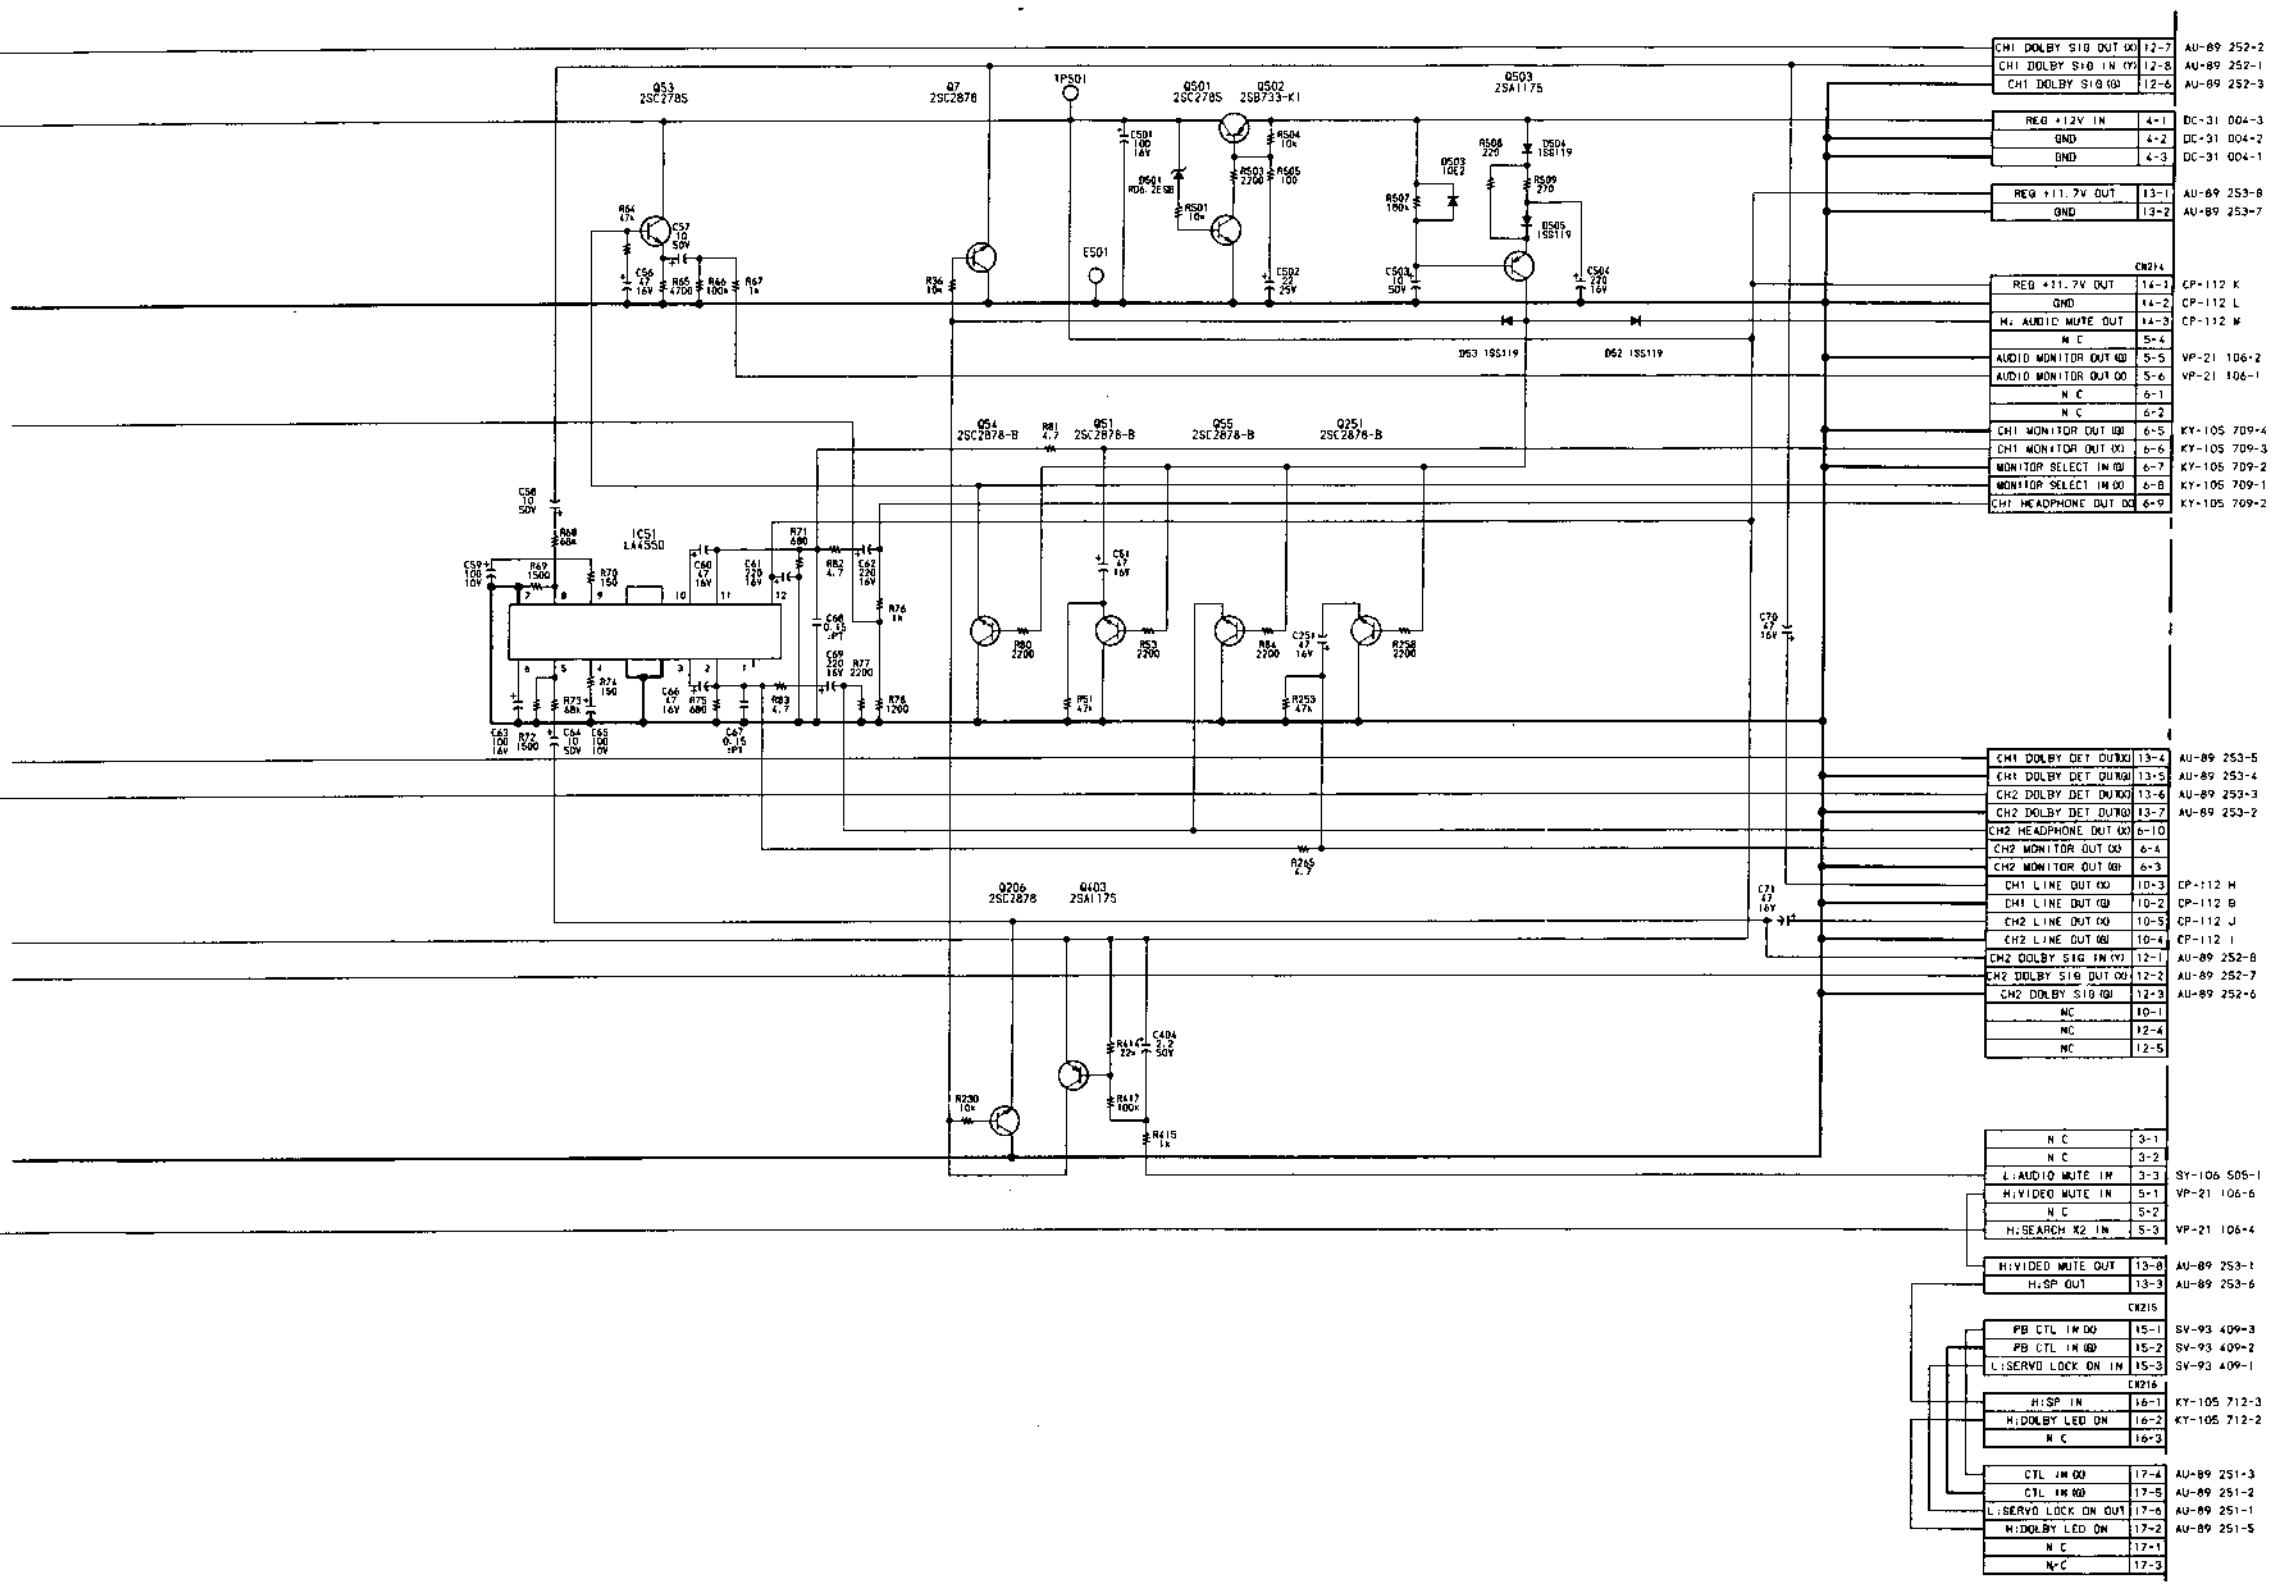 CH1 DOLBY SIG OUT (X) 12-7 AU-89 252-2
CH1 DOLBY SIG IN (Y) 12-8 AU-89 252-1
CH1 DOLBY SIG (G) 12-6 AU-89 252-3
REG +12V IN 4-1 DC-31 004-3
GND 4-2 DC-31 004-2
GND 4-3 DC-31 004-1
REG +11.7V OUT 13-1 AU-89 253-8
GND 13-2 AU-89 253-7
CN214
REG +11.7V OUT 14-1 CP-112 K
GND 14-2 CP-112 L
H: AUDIO MUTE OUT 14-3 CP-112 M
N C 5-4
AUDIO MONITOR OUT (G) 5-5 VP-21 106-2
AUDIO MONITOR OUT (X) 5-6 VP-21 106-1
N C 6-1
N C 6-2
CH1 MONITOR OUT (G) 6-5 KY-105 709-4
CH1 MONITOR OUT (X) 6-6 KY-105 709-3
MONITOR SELECT IN (G) 6-7 KY-105 709-2
MONITOR SELECT IN (X) 6-8 KY-105 709-1
CH1 HEADPHONE OUT (X) 6-9 KY-105 709-2
Q53
2SC2785
Q7
2SC2878
TP501
Q501
2SC2785
Q502
2SB733-K1
Q503
2SA1175
C501
100
16V
R504
10k
D501
RD6.2ESB
R503
2200
R505
100
R501
10k
R508
220
D504
1SS119
D503
10E2
R509
270
R507
180k
D505
1SS119
R64
47k
C57
10
50V
E501
C56
47
16V
R65
4700
R66
100k
R67
1k
R36
10k
C502
22
25V
C503
10
50V
C504
220
16V
D53 1SS119
D52 1SS119
Q54
2SC2878-B
R81
4.7
Q51
2SC2878-B
Q55
2SC2878-B
Q251
2SC2878-B
C58
10
50V
R68
68k
IC51
LA4550
C59
100
10V
R69
1500
R70
150
C60
47
16V
C61
220
16V
R71
680
R82
4.7
C62
220
16V
7 8 9 10 11 12
C68
0.15
:PT
R76
1k
6 5 4 3 2 1
C69
220
16V
R77
2200
R74
150
R73
68k
C66
47
16V
R75
680
R83
4.7
R78
1200
C63
100
16V
R72
1500
C64
10
50V
C65
100
10V
C67
0.15
:PT
C51
47
16V
R80
2200
R53
2200
R84
2200
C251
47
16V
R258
2200
R51
47k
R253
47k
C70
47
16V
CH1 DOLBY DET OUT(X) 13-4 AU-89 253-5
CH1 DOLBY DET OUT(G) 13-5 AU-89 253-4
CH2 DOLBY DET OUT(X) 13-6 AU-89 253-3
CH2 DOLBY DET OUT(G) 13-7 AU-89 253-2
CH2 HEADPHONE OUT (X) 6-10
CH2 MONITOR OUT (X) 6-4
CH2 MONITOR OUT (G) 6-3
CH1 LINE OUT (X) 10-3 CP-112 H
CH1 LINE OUT (G) 10-2 CP-112 B
CH2 LINE OUT (X) 10-5 CP-112 J
CH2 LINE OUT (G) 10-4 CP-112 I
CH2 DOLBY SIG IN (Y) 12-1 AU-89 252-8
CH2 DOLBY SIG OUT (X) 12-2 AU-89 252-7
CH2 DOLBY SIG (G) 12-3 AU-89 252-6
NC 10-1
NC 12-4
NC 12-5
R265
4.7
Q206
2SC2878
Q403
2SA1175
C71
47
16V
R414
22k
C404
2.2
50V
R230
10k
R417
100k
R415
1k
N C 3-1
N C 3-2
L:AUDIO MUTE IN 3-3 SY-106 505-1
H:VIDEO MUTE IN 5-1 VP-21 106-6
N C 5-2
H:SEARCH X2 IN 5-3 VP-21 106-4
H:VIDEO MUTE OUT 13-8 AU-89 253-1
H:SP OUT 13-3 AU-89 253-6
CN215
PB CTL IN (X) 15-1 SV-93 409-3
PB CTL IN (G) 15-2 SV-93 409-2
L:SERVO LOCK ON IN 15-3 SV-93 409-1
CN216
H:SP IN 16-1 KY-105 712-3
H:DOLBY LED ON 16-2 KY-105 712-2
N C 16-3
CTL IN (X) 17-4 AU-89 251-3
CTL IN (G) 17-5 AU-89 251-2
L:SERVO LOCK ON OUT 17-6 AU-89 251-1
H:DOLBY LED ON 17-2 AU-89 251-5
N C 17-1
N C 17-3